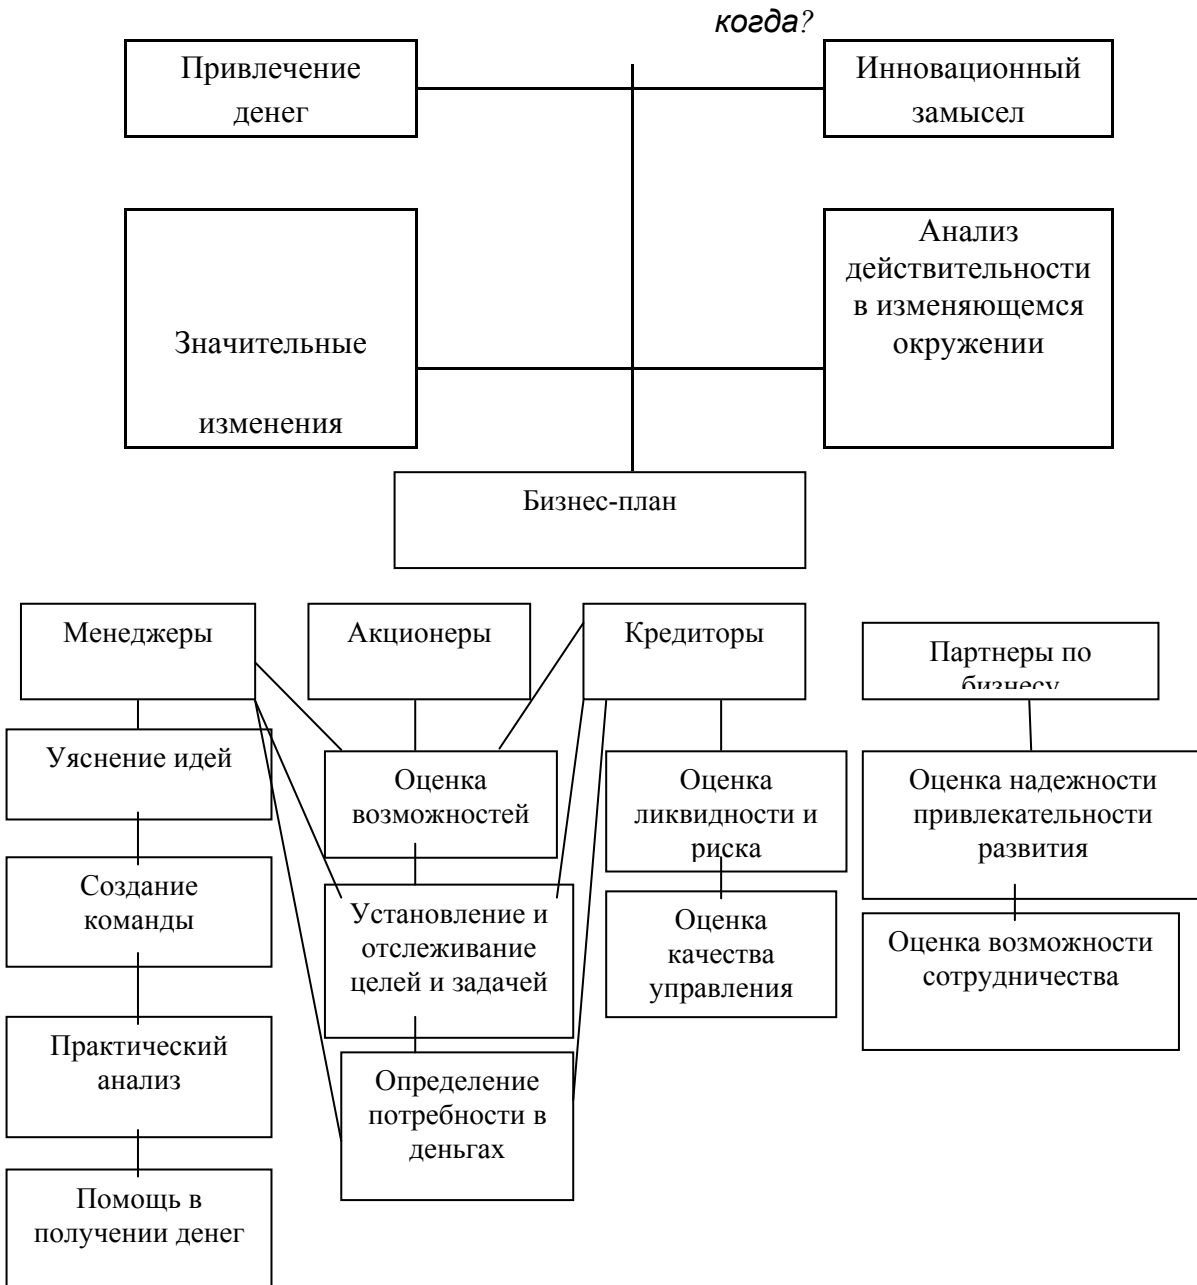 когда?
Привлечение
денег
Инновационный
замысел
Значительные
изменения
Анализ
действительности
в изменяющемся
окружении
Бизнес-план
Менеджеры
Акционеры
Кредиторы
Партнеры по
бизнесу
Уяснение идей
Оценка
возможностей
Оценка
ликвидности и
риска
Оценка надежности
привлекательности
развития
Создание
команды
Установление и
отслеживание
целей и задачей
Оценка
качества
управления
Оценка возможности
сотрудничества
Практический
анализ
Определение
потребности в
деньгах
Помощь в
получении денег